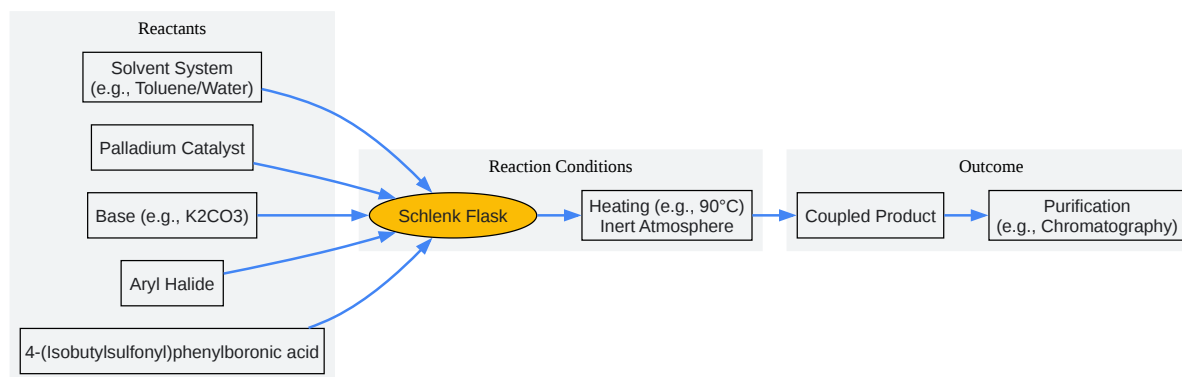 Reactants
Solvent System
(e.g., Toluene/Water)
Palladium Catalyst
Base (e.g., K2CO3)
Aryl Halide
4-(Isobutylsulfonyl)phenylboronic acid
Reaction Conditions
Schlenk Flask
Heating (e.g., 90°C)
Inert Atmosphere
Outcome
Coupled Product
Purification
(e.g., Chromatography)